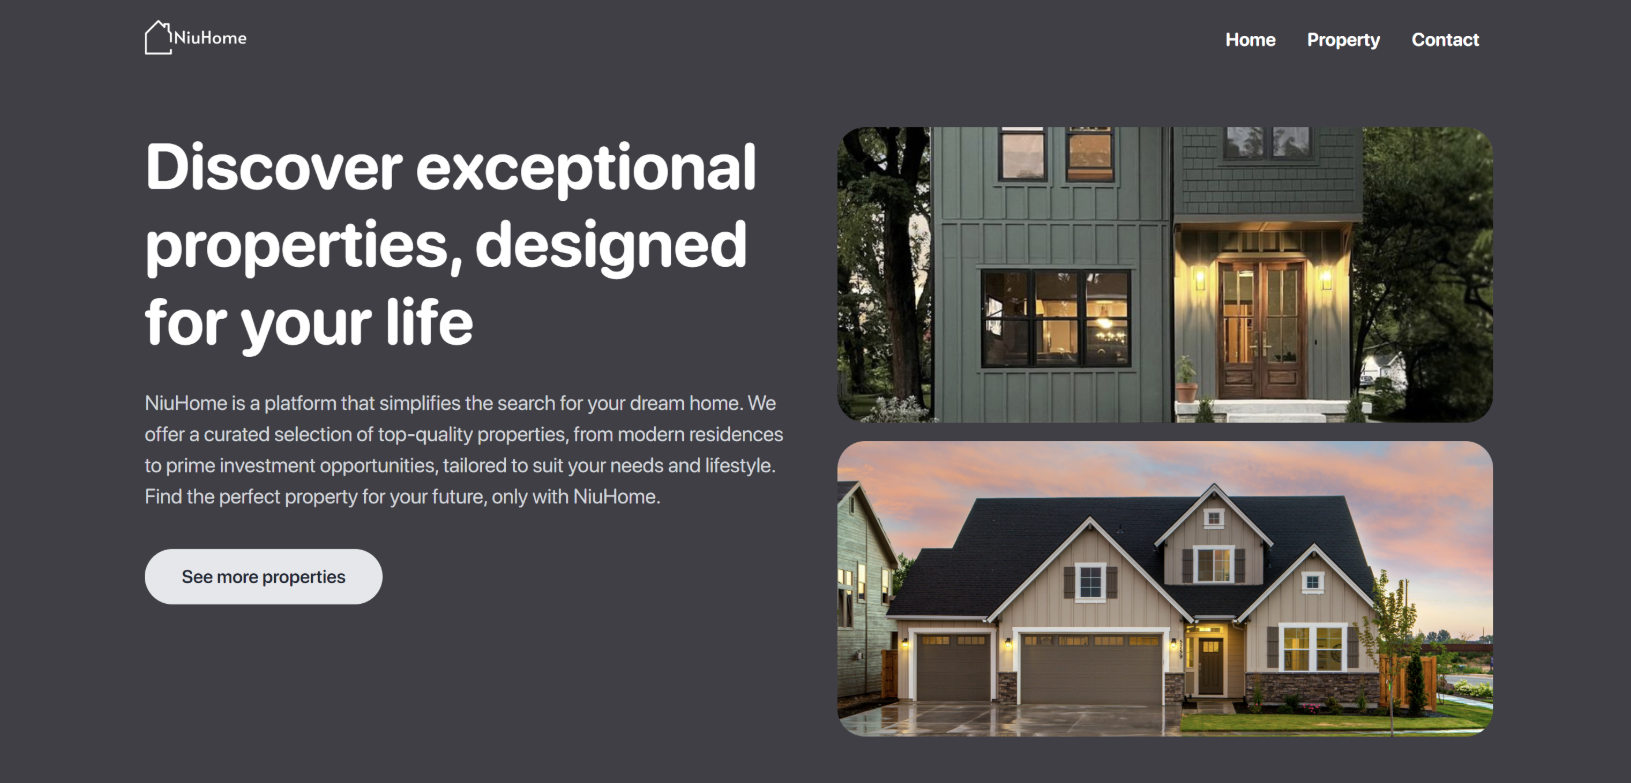 NiuHome
Home
Property
Contact
Discover exceptional
properties, designed
for your life
NiuHome is a platform that simplifies the search for your dream home. We
offer a curated selection of top-quality properties, from modern residences
to prime investment opportunities, tailored to suit your needs and lifestyle.
Find the perfect property for your future, only with NiuHome.
See more properties